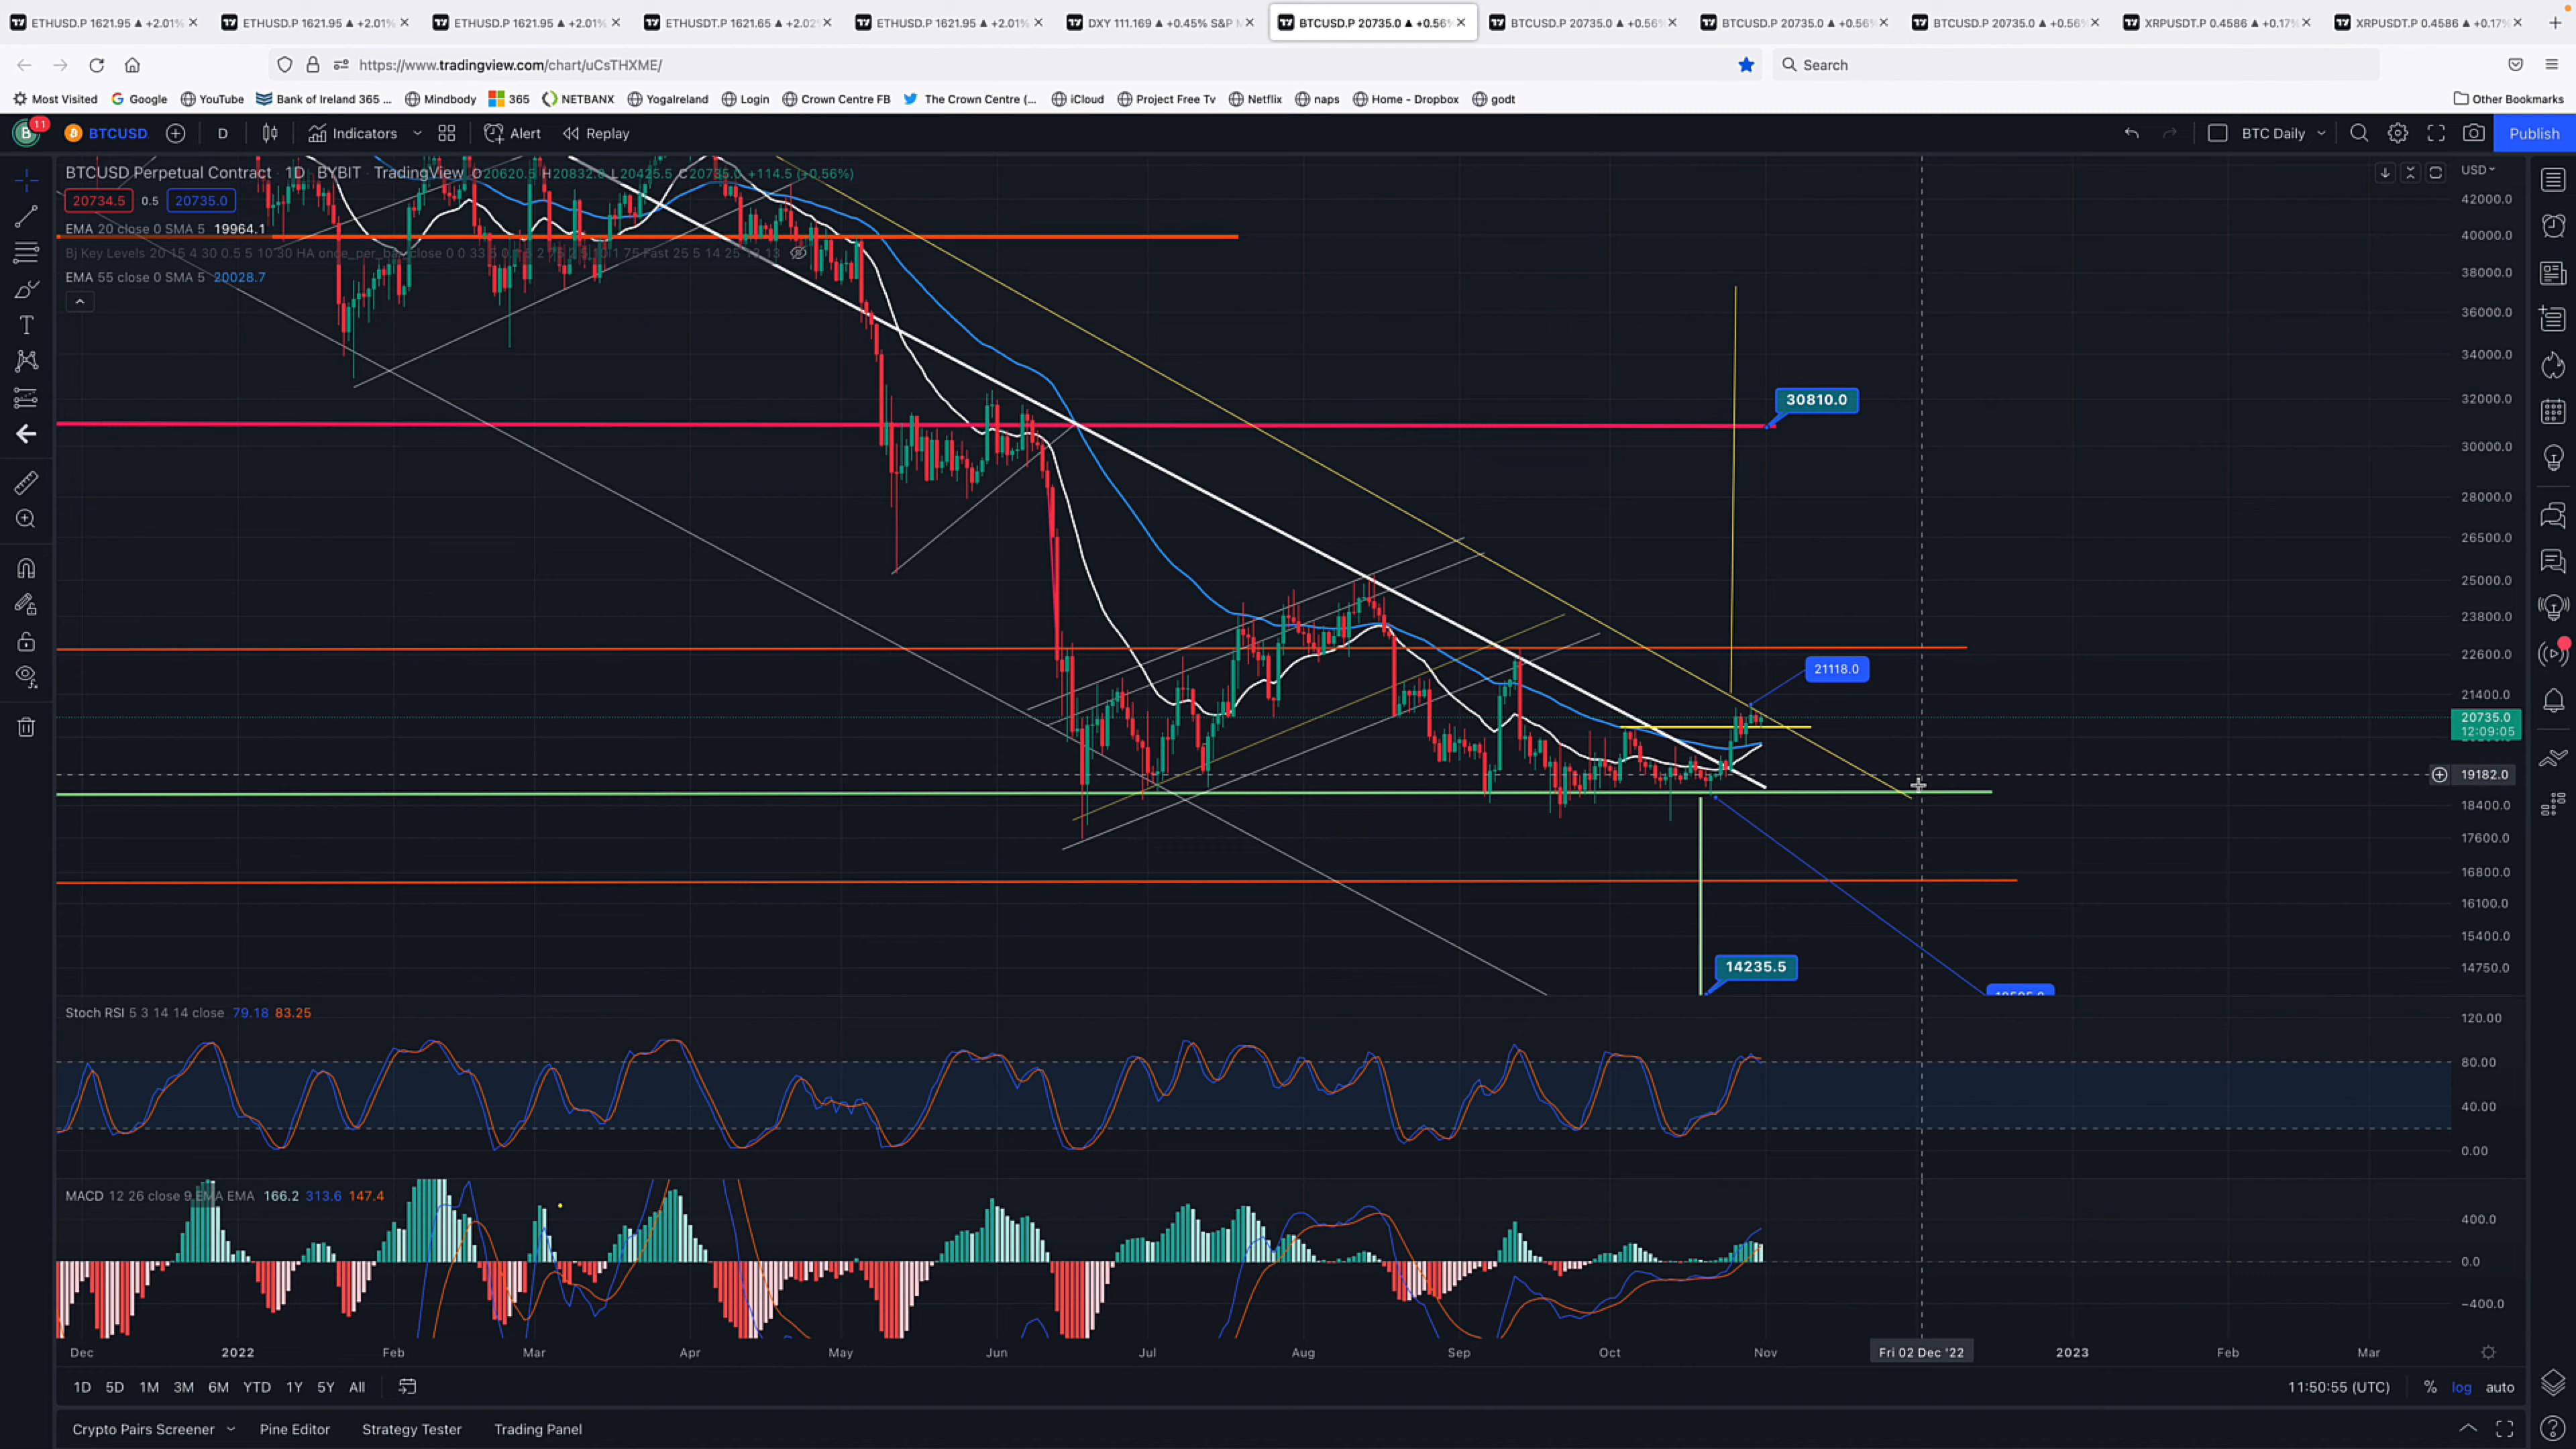 ETHUSD.P 1621.95 ▲ +2.01% ETHUSD.P 1621.95 ▲ +2.01% ETHUSD.P 1621.95 ▲ +2.01% ETHUSDT.P 1621.65 ▲ +2.02% ETHUSD.P 1621.95 ▲ +2.01% DXY 111.169 ▲ +0.45% S&P BTCUSD.P 20735.0 ▲ +0.56% BTCUSD.P 20735.0 ▲ +0.56% BTCUSD.P 20735.0 ▲ +0.56% BTCUSD.P 20735.0 ▲ +0.56% XRPUSDT.P 0.4586 ▲ +0.17% XRPUSDT.P 0.4586 ▲ +0.17%
https://www.tradingview.com/chart/uCsTHXME/ Search
Most Visited Google YouTube Bank of Ireland 365 ... Mindbody 365 NETBANX YogaIreland Login Crown Centre FB The Crown Centre (... iCloud Project Free Tv Netflix naps Home - Dropbox godt Other Bookmarks
B 11 BTCUSD D Indicators Alert Replay BTC Daily Publish
BTCUSD Perpetual Contract 1D BYBIT TradingView O20620.5 H20832.0 L20425.5 C20735.0 +114.5 (+0.56%) USD
20734.5 0.5 20735.0
EMA 20 close 0 SMA 5 19964.1
EMA 55 close 0 SMA 5 20028.7
42000.0
40000.0
38000.0
36000.0
34000.0
32000.0
30000.0
28000.0
26500.0
25000.0
23800.0
22600.0
21400.0
20735.0
12:09:05
19182.0
18400.0
17600.0
16800.0
16100.0
15400.0
14750.0
30810.0
21118.0
14235.5
Stoch RSI 5 3 14 14 close 79.18 83.25
120.00
80.00
40.00
0.00
MACD 12 26 close 9 EMA EMA 166.2 313.6 147.4
400.0
0.0
−400.0
Dec 2022 Feb Mar Apr May Jun Jul Aug Sep Oct Nov Fri 02 Dec '22 2023 Feb Mar
1D 5D 1M 3M 6M YTD 1Y 5Y All 11:50:55 (UTC) % log auto
Crypto Pairs Screener Pine Editor Strategy Tester Trading Panel